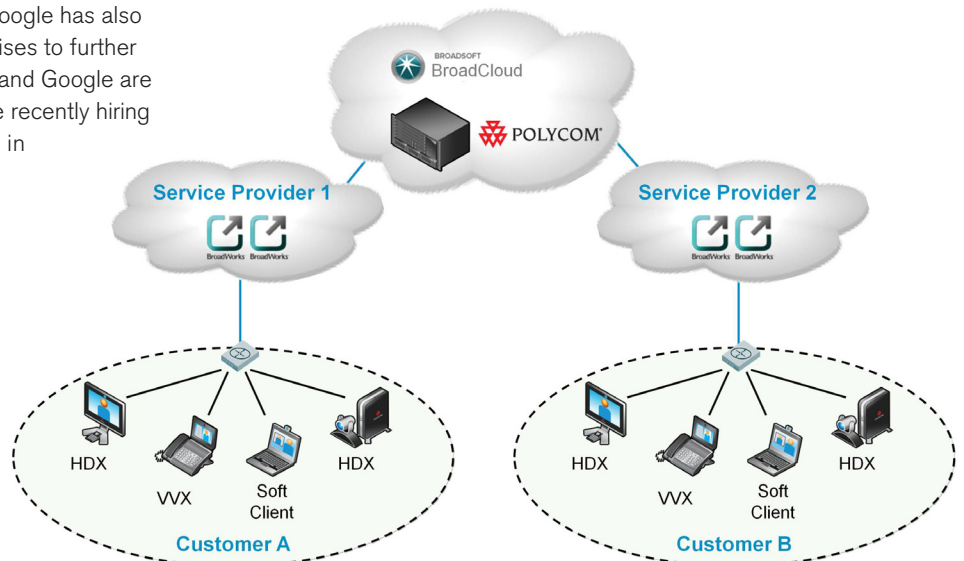 oogle has also
ises to further
and Google are
e recently hiring
in
BROADSOFT
BroadCloud
POLYCOM®
Service Provider 1
BroadWorks BroadWorks
Service Provider 2
BroadWorks BroadWorks
HDX
VVX
Soft
Client
HDX
Customer A
HDX
VVX
Soft
Client
HDX
Customer B